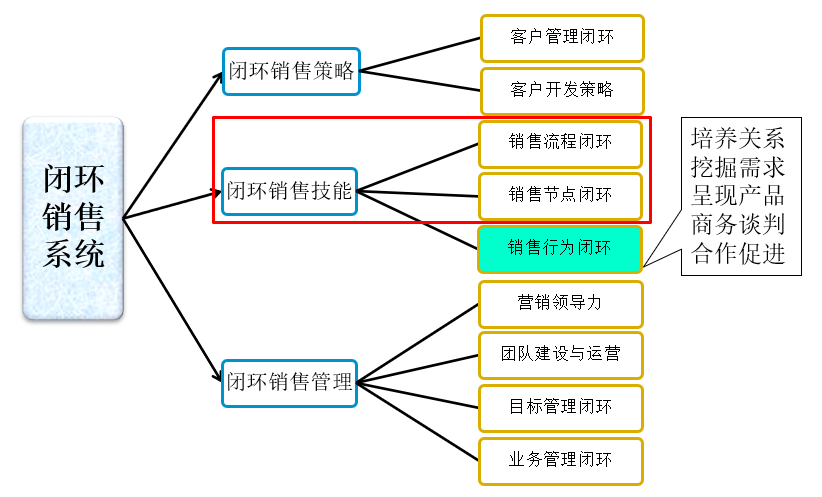 闭环
销售
系统
闭环销售策略
客户管理闭环
客户开发策略
闭环销售技能
销售流程闭环
销售节点闭环
销售行为闭环
培养关系
挖掘需求
呈现产品
商务谈判
合作促进
闭环销售管理
营销领导力
团队建设与运营
目标管理闭环
业务管理闭环